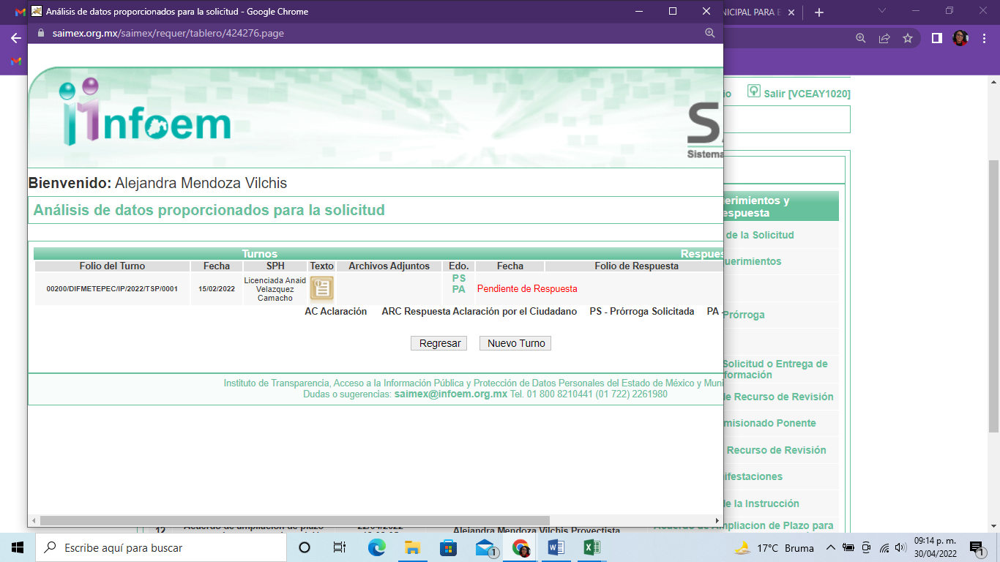 Análisis de datos proporcionados para la solicitud - Google Chrome
NICIPAL PARA E
saimex.org.mx/saimex/requer/tablero/424276.page
infoem
SA
Sistema
Salir [VCEAY1020]
Bienvenido: Alejandra Mendoza Vilchis
Análisis de datos proporcionados para la solicitud
Turnos
Respues
Folio del Turno
Fecha
SPH
Texto
Archivos Adjuntos
Edo.
Fecha
Folio de Respuesta
00200/DIFMETEPEC/IP/2022/TSP/0001
15/02/2022
Licenciada Anaid
Velazquez
Camacho
PS
PA
Pendiente de Respuesta
AC Aclaración
ARC Respuesta Aclaración por el Ciudadano
PS - Prórroga Solicitada
PA -
Regresar
Nuevo Turno
Instituto de Transparencia, Acceso a la Información Pública y Protección de Datos Personales del Estado de México y Muni
Dudas o sugerencias: saimex@infoem.org.mx Tel. 01 800 8210441 (01 722) 2261980
erimientos y
espuesta
de la Solicitud
uerimientos
Prórroga
Solicitud o Entrega de
formación
de Recurso de Revisión
misionado Ponente
Recurso de Revisión
nifestaciones
de la Instrucción
Acuerdo de Ampliacion de Plazo para
12
Acuerdo de ampliación de plazo
22/04/2022
Alejandra Mendoza Vilchis Proyectista
Escribe aquí para buscar
17°C Bruma
09:14 p. m.
30/04/2022